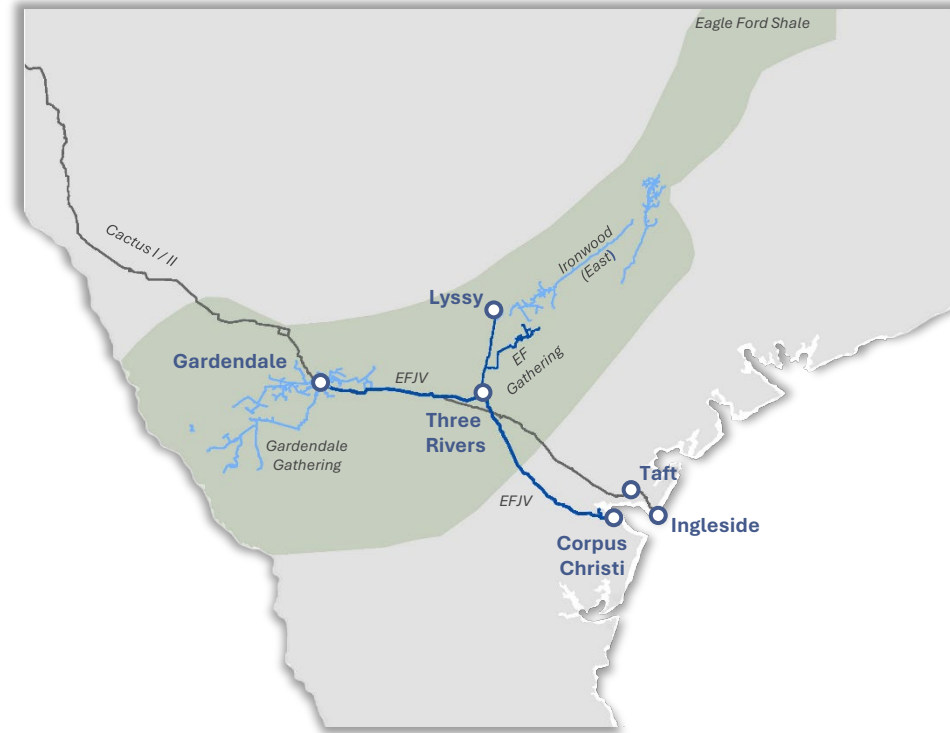 Eagle Ford Shale
Cactus I / II
Ironwood
(East)
Lyssy
EF
Gathering
Gardendale
EFJV
Three
Rivers
Gardendale
Gathering
Taft
EFJV
Ingleside
Corpus
Christi